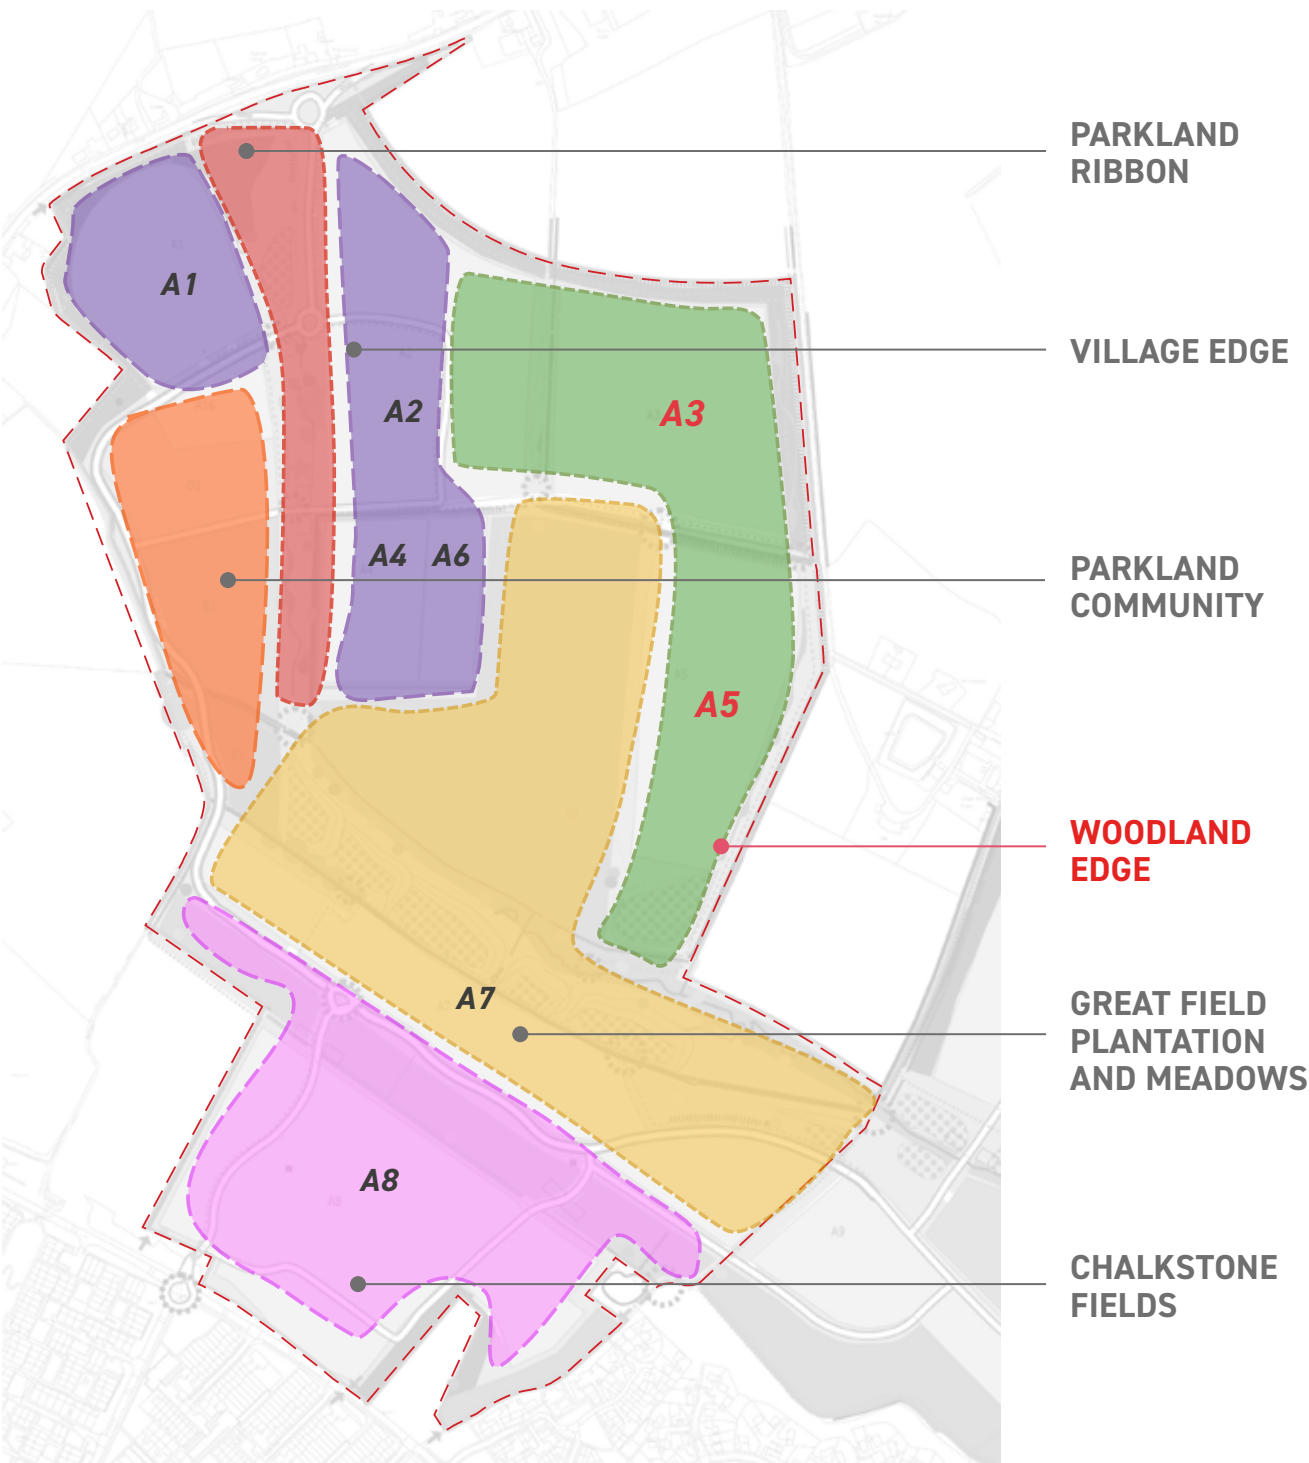 PARKLAND
RIBBON
A1
VILLAGE EDGE
A2
A3
A4
A6
PARKLAND
COMMUNITY
A5
WOODLAND
EDGE
A7
GREAT FIELD
PLANTATION
AND MEADOWS
A8
A9
CHALKSTONE
FIELDS